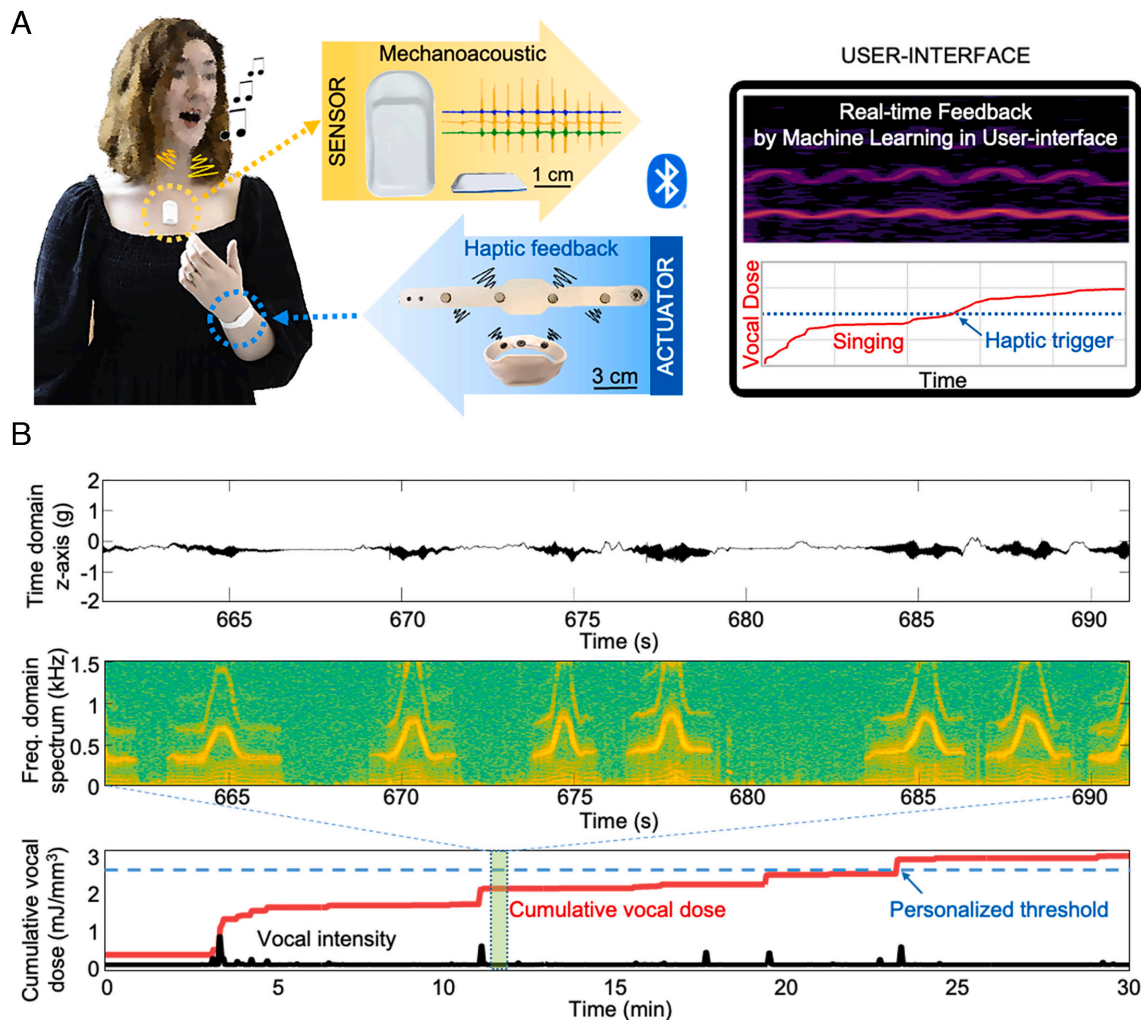 A
SENSOR
Mechanoacoustic
1 cm
Haptic feedback
3 cm
ACTUATOR
USER-INTERFACE
Real-time Feedback
by Machine Learning in User-interface
Vocal Dose
Singing
Haptic trigger
Time
B
Time domain
z-axis (g)
2
1
0
-1
-2
665 670 675 680 685 690
Time (s)
Freq. domain
spectrum (kHz)
1.5
1
0.5
0
665 670 675 680 685 690
Time (s)
Cumulative vocal
dose (mJ/mm³)
3
2
1
0
Cumulative vocal dose
Personalized threshold
Vocal intensity
0 5 10 15 20 25 30
Time (min)